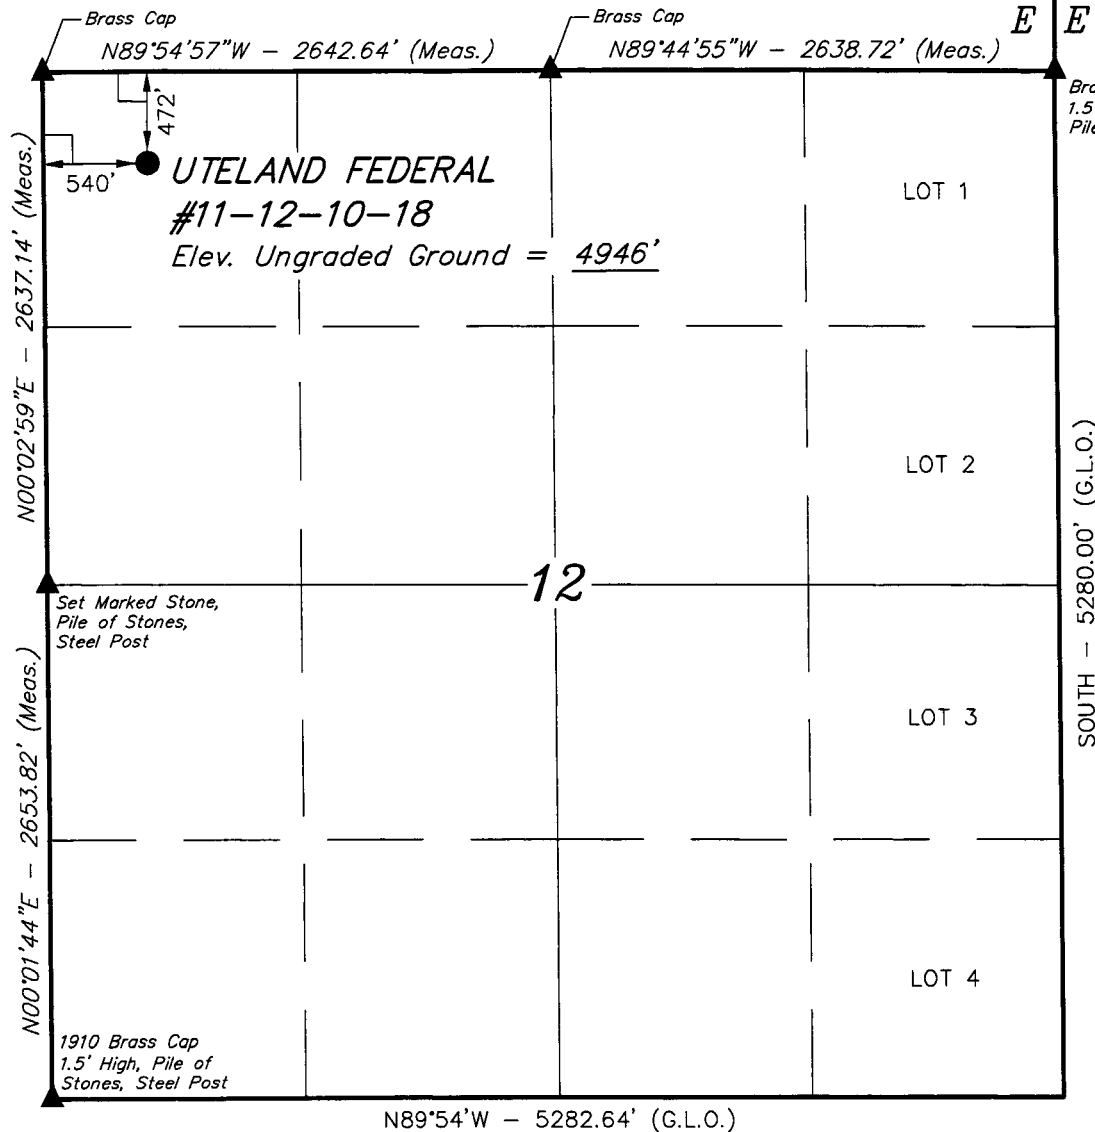 Brass Cap
Brass Cap
E E
N89°54'57"W - 2642.64' (Meas.)
N89°44'55"W - 2638.72' (Meas.)
1.5
472'
540'
UTELAND FEDERAL
#11-12-10-18
Elev. Ungraded Ground = 4946'
LOT 1
N00°02'59"E - 2637.14' (Meas.)
LOT 2
12
Set Marked Stone,
Pile of Stones,
Steel Post
SOUTH - 5280.00' (G.L.O.)
LOT 3
N00°01'44"E - 2653.82' (Meas.)
LOT 4
1910 Brass Cap
1.5' High, Pile of
Stones, Steel Post
N89°54'W - 5282.64' (G.L.O.)